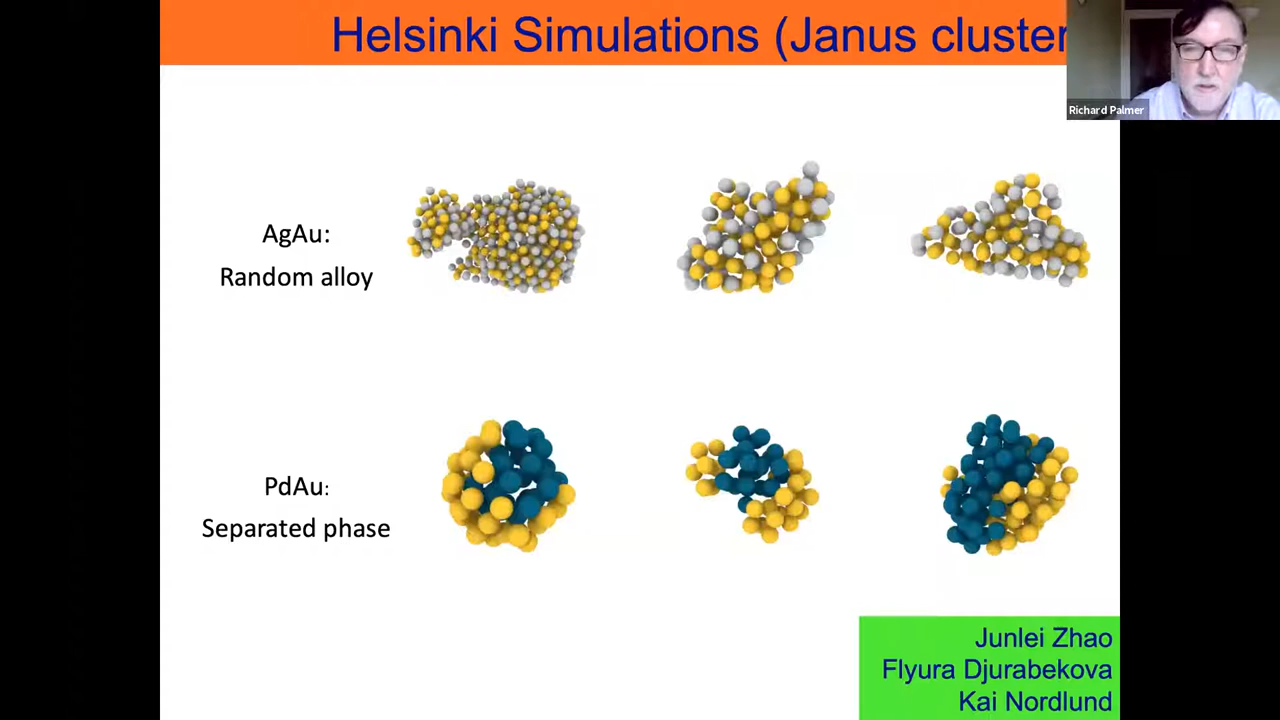 Helsinki Simulations (Janus cluster
Richard Palmer
AgAu:
Random alloy
PdAu:
Separated phase
Junlei Zhao
Flyura Djurabekova
Kai Nordlund